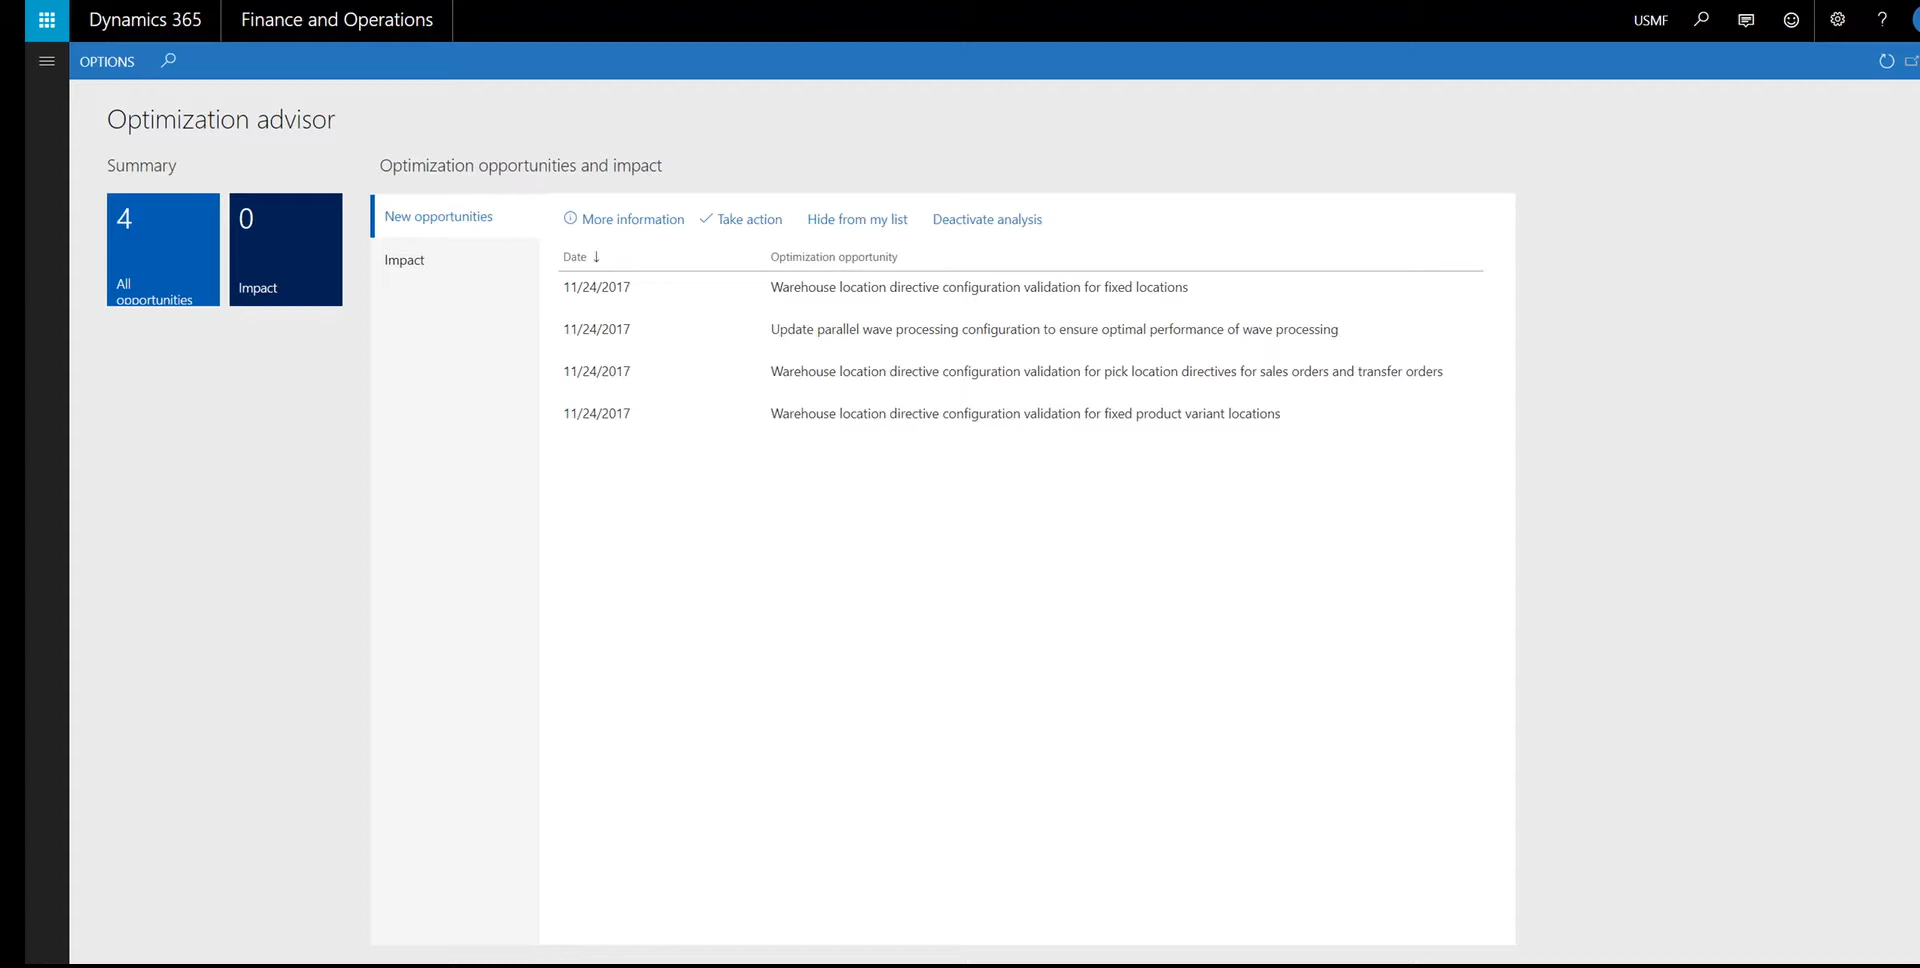 Dynamics 365
Finance and Operations
USMF
?
OPTIONS
Optimization advisor
Summary
Optimization opportunities and impact
4
All
opportunities
0
Impact
New opportunities
Impact
More information
Take action
Hide from my list
Deactivate analysis
Date ↓
Optimization opportunity
11/24/2017 Warehouse location directive configuration validation for fixed locations
11/24/2017 Update parallel wave processing configuration to ensure optimal performance of wave processing
11/24/2017 Warehouse location directive configuration validation for pick location directives for sales orders and transfer orders
11/24/2017 Warehouse location directive configuration validation for fixed product variant locations